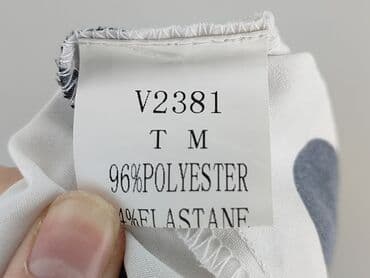 V2381
T M
96%POLYESTER
4%ELASTANE